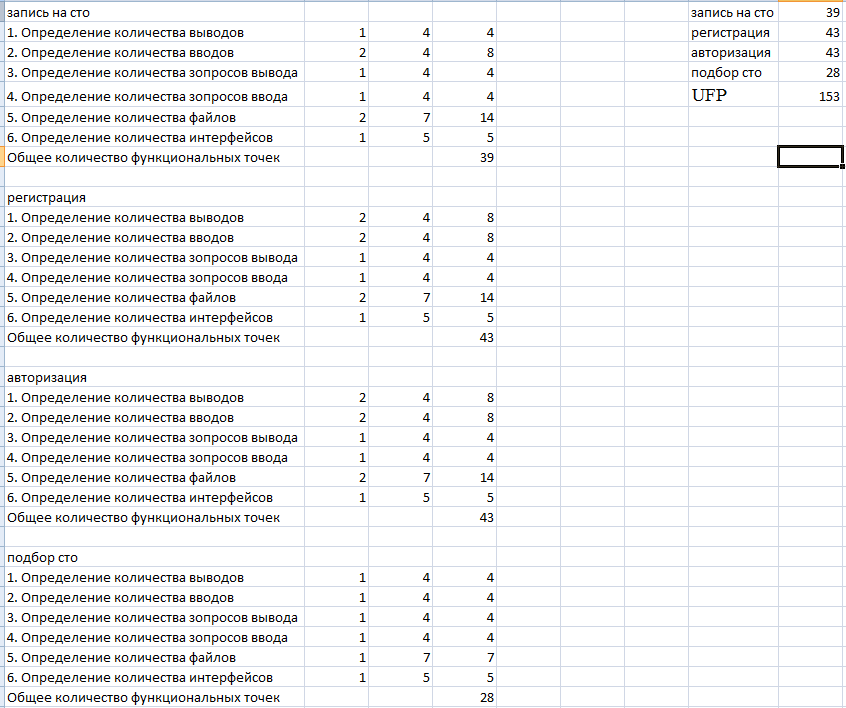 запись на сто 39
регистрация 43
авторизация 43
подбор сто 28
UFP 153
запись на сто
1. Определение количества выводов 1 4 4
2. Определение количества вводов 2 4 8
3. Определение количества зопросов вывода 1 4 4
4. Определение количества зопросов ввода 1 4 4
5. Определение количества файлов 2 7 14
6. Определение количества интерфейсов 1 5 5
Общее количество функциональных точек 39
регистрация
1. Определение количества выводов 2 4 8
2. Определение количества вводов 2 4 8
3. Определение количества зопросов вывода 1 4 4
4. Определение количества зопросов ввода 1 4 4
5. Определение количества файлов 2 7 14
6. Определение количества интерфейсов 1 5 5
Общее количество функциональных точек 43
авторизация
1. Определение количества выводов 2 4 8
2. Определение количества вводов 2 4 8
3. Определение количества зопросов вывода 1 4 4
4. Определение количества зопросов ввода 1 4 4
5. Определение количества файлов 2 7 14
6. Определение количества интерфейсов 1 5 5
Общее количество функциональных точек 43
подбор сто
1. Определение количества выводов 1 4 4
2. Определение количества вводов 1 4 4
3. Определение количества зопросов вывода 1 4 4
4. Определение количества зопросов ввода 1 4 4
5. Определение количества файлов 1 7 7
6. Определение количества интерфейсов 1 5 5
Общее количество функциональных точек 28